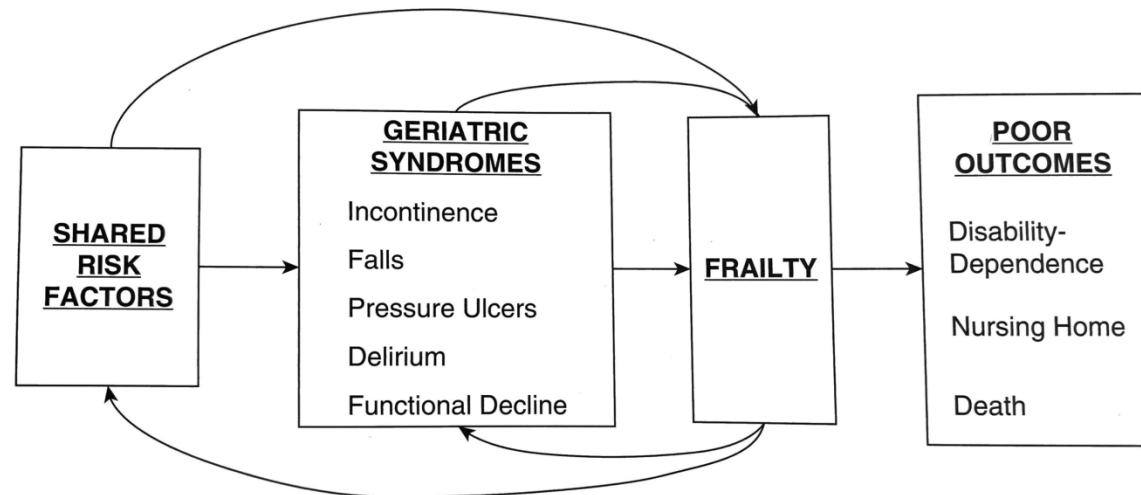 SHARED
RISK
FACTORS
GERIATRIC
SYNDROMES
Incontinence
Falls
Pressure Ulcers
Delirium
Functional Decline
FRAILTY
POOR
OUTCOMES
Disability-
Dependence
Nursing Home
Death